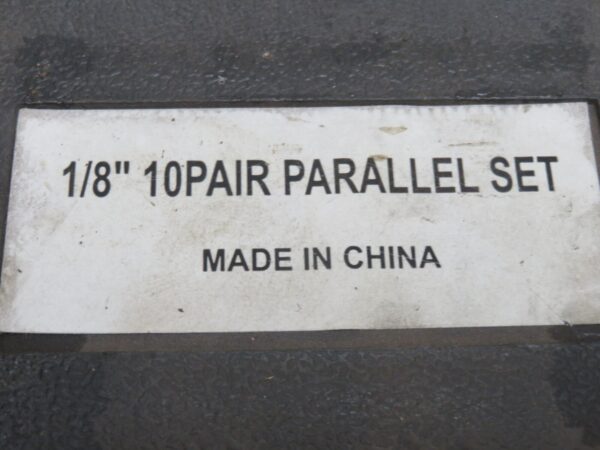 1/8" 10PAIR PARALLEL SET
MADE IN CHINA